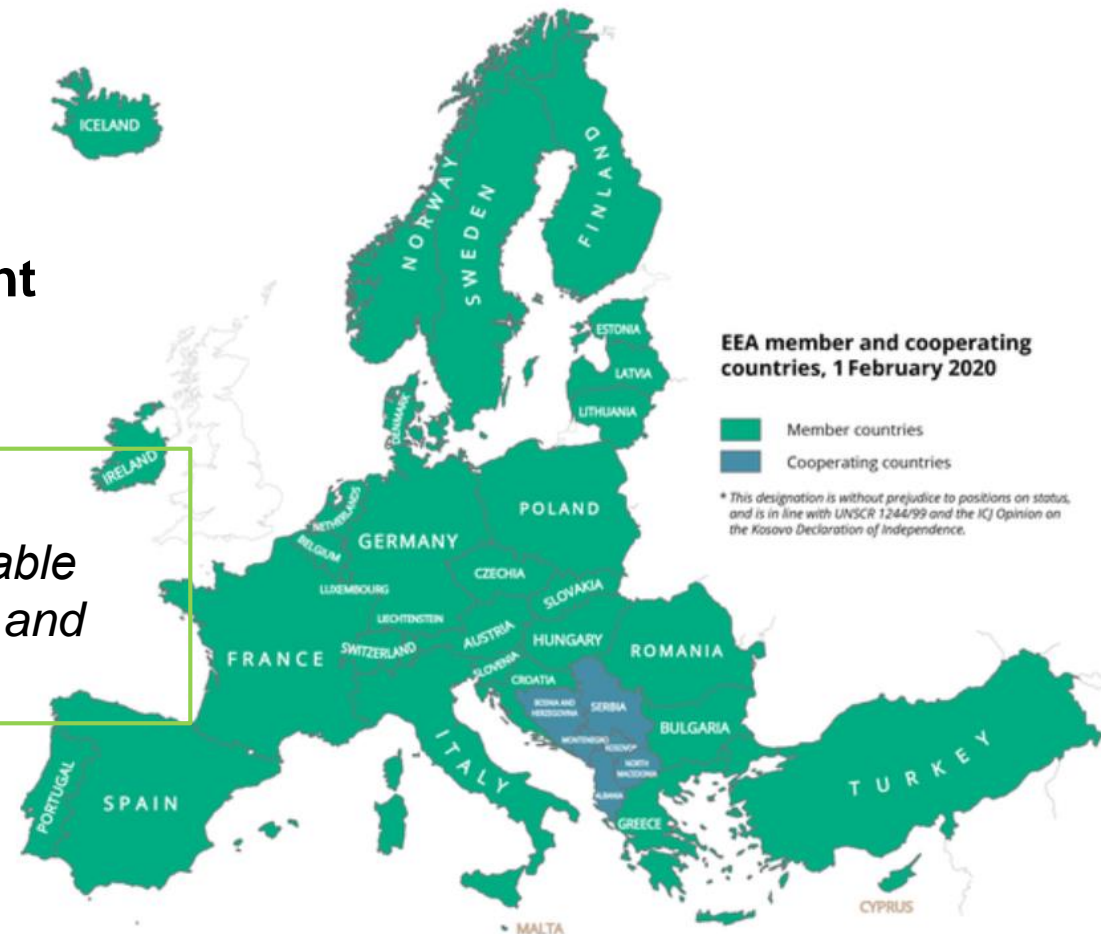 nt
able
and
ICELAND
NORWAY
SWEDEN
FINLAND
ESTONIA
LATVIA
LITHUANIA
DENMARK
IRELAND
NETHERLANDS
BELGIUM
GERMANY
POLAND
LUXEMBOURG
CZECHIA
SLOVAKIA
LIECHTENSTEIN
SWITZERLAND
AUSTRIA
HUNGARY
FRANCE
SLOVENIA
CROATIA
ROMANIA
BOSNIA AND
HERZEGOVINA
SERBIA
MONTENEGRO
KOSOVO*
BULGARIA
NORTH
MACEDONIA
ALBANIA
ITALY
PORTUGAL
SPAIN
GREECE
TURKEY
CYPRUS
MALTA
EEA member and cooperating
countries, 1 February 2020
Member countries
Cooperating countries
* This designation is without prejudice to positions on status,
and is in line with UNSCR 1244/99 and the ICJ Opinion on
the Kosovo Declaration of Independence.